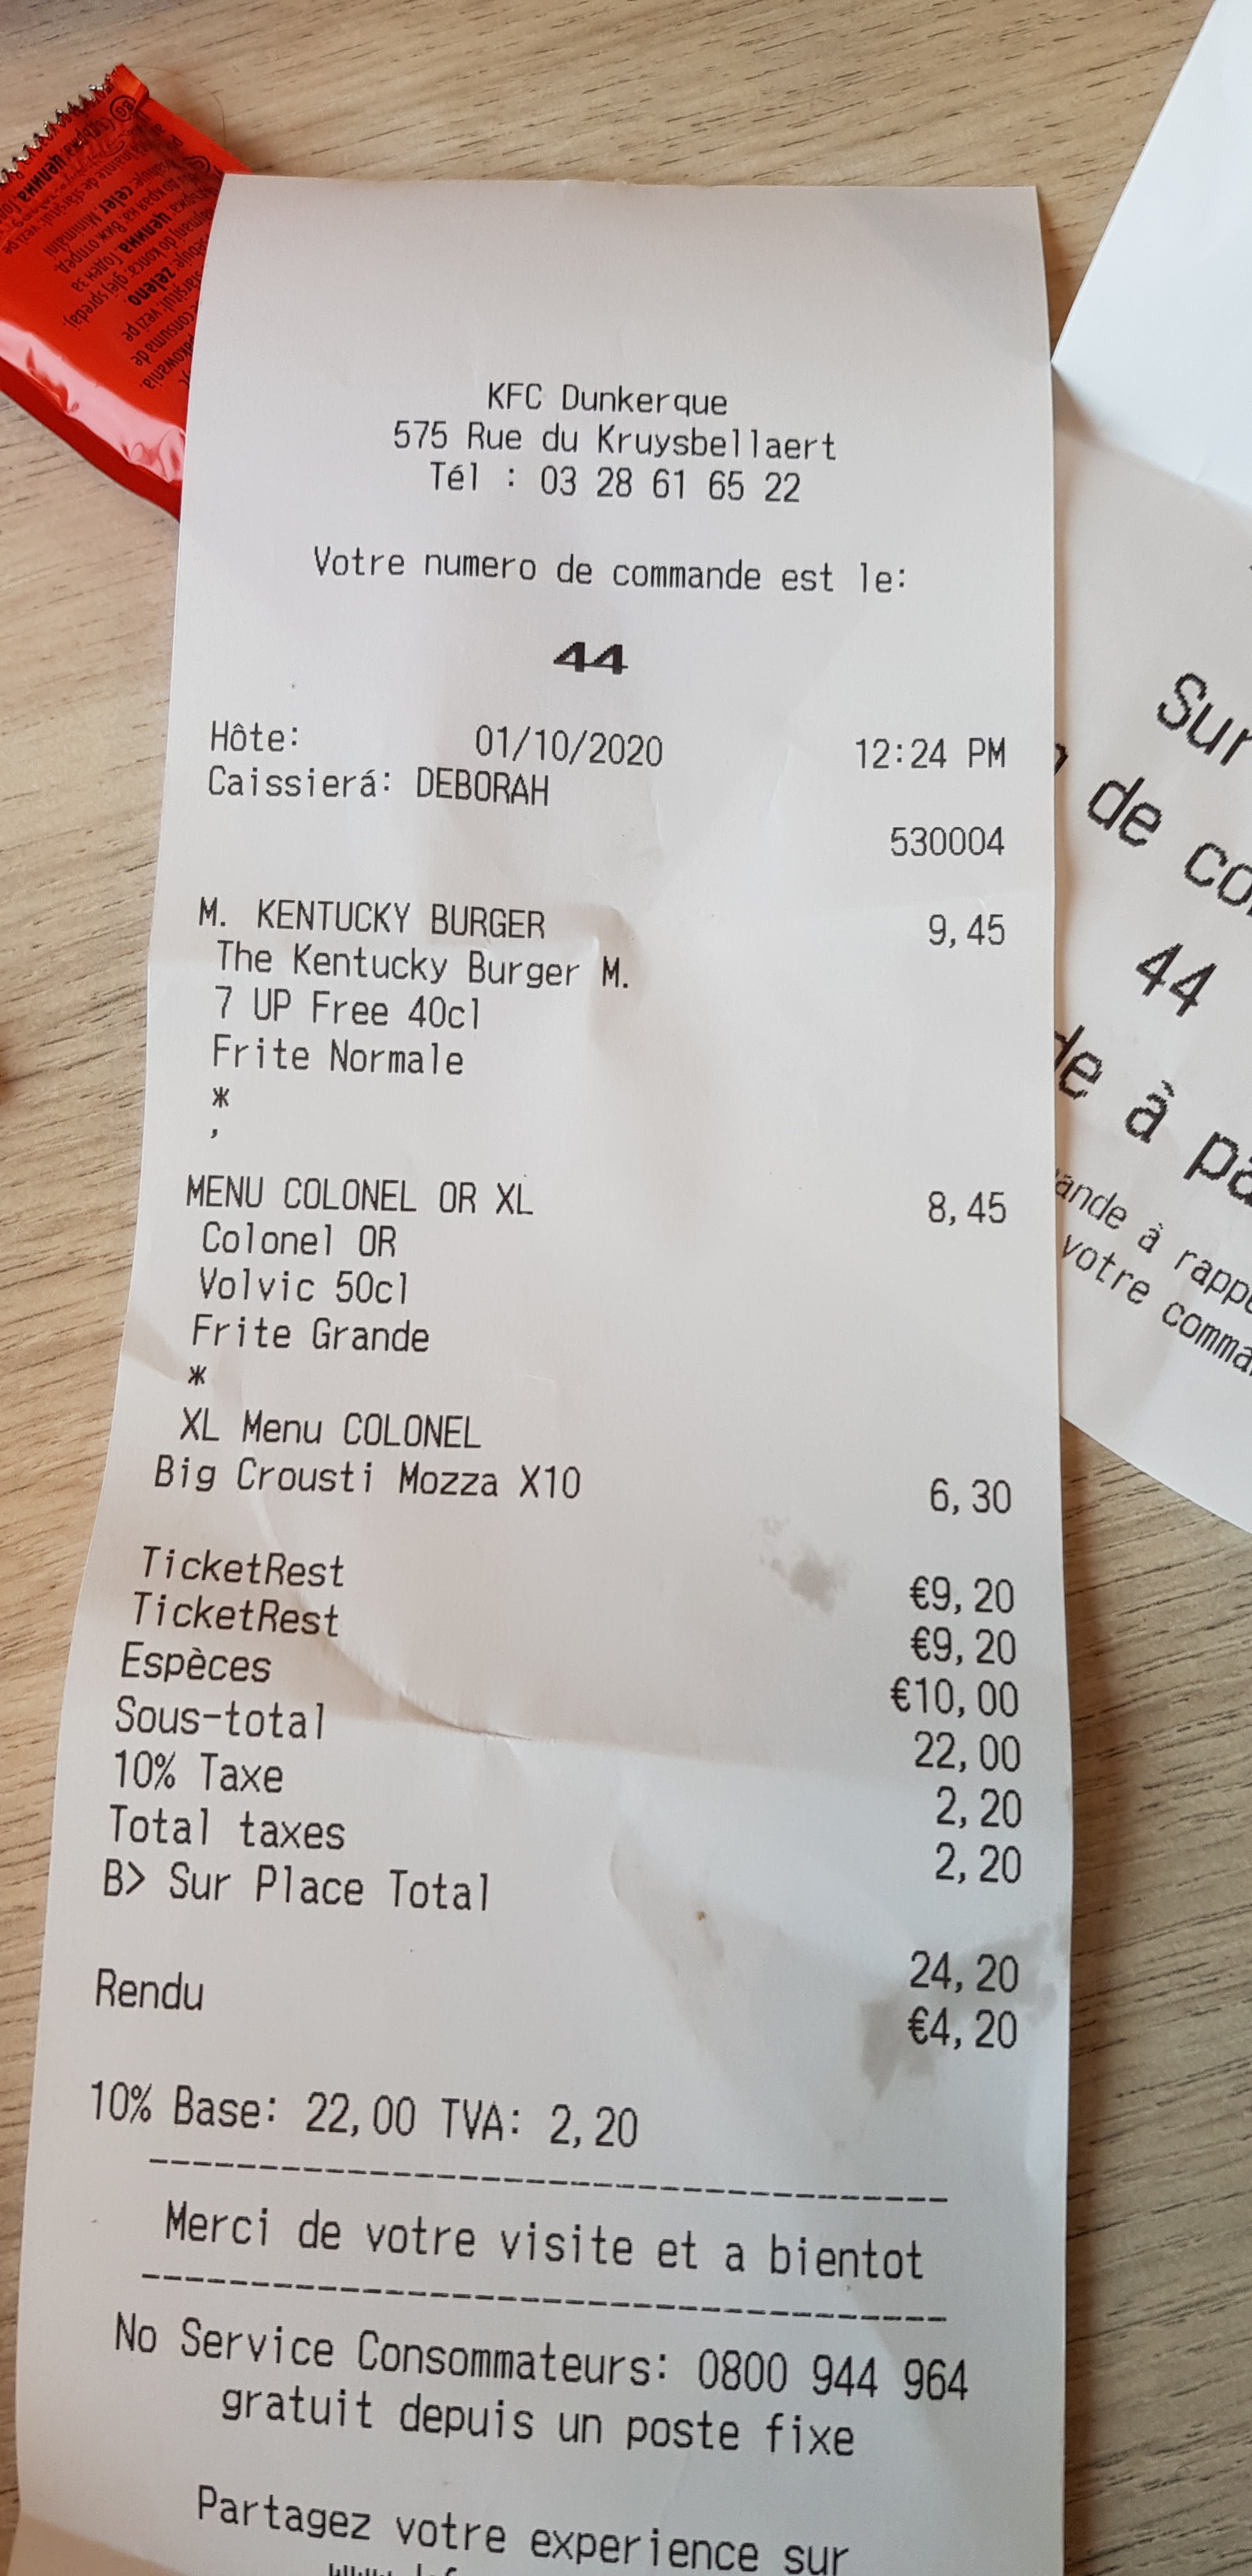 KFC Dunkerque
575 Rue du Kruysbellaert
Tél : 03 28 61 65 22
Votre numero de commande est le:
44
Hôte: 01/10/2020 12:24 PM
Caissierá: DEBORAH
530004
M. KENTUCKY BURGER 9,45
The Kentucky Burger M.
7 UP Free 40cl
Frite Normale
*
,
MENU COLONEL OR XL 8,45
Colonel OR
Volvic 50cl
Frite Grande
*
XL Menu COLONEL
Big Crousti Mozza X10 6,30
TicketRest €9,20
TicketRest €9,20
Espèces €10,00
Sous-total 22,00
10% Taxe 2,20
Total taxes 2,20
B> Sur Place Total
24,20
Rendu €4,20
10% Base: 22,00 TVA: 2,20
--------------------------------
Merci de votre visite et a bientot
--------------------------------
No Service Consommateurs: 0800 944 964
gratuit depuis un poste fixe
Partagez votre experience sur
Sur
de
44
à
à
votre